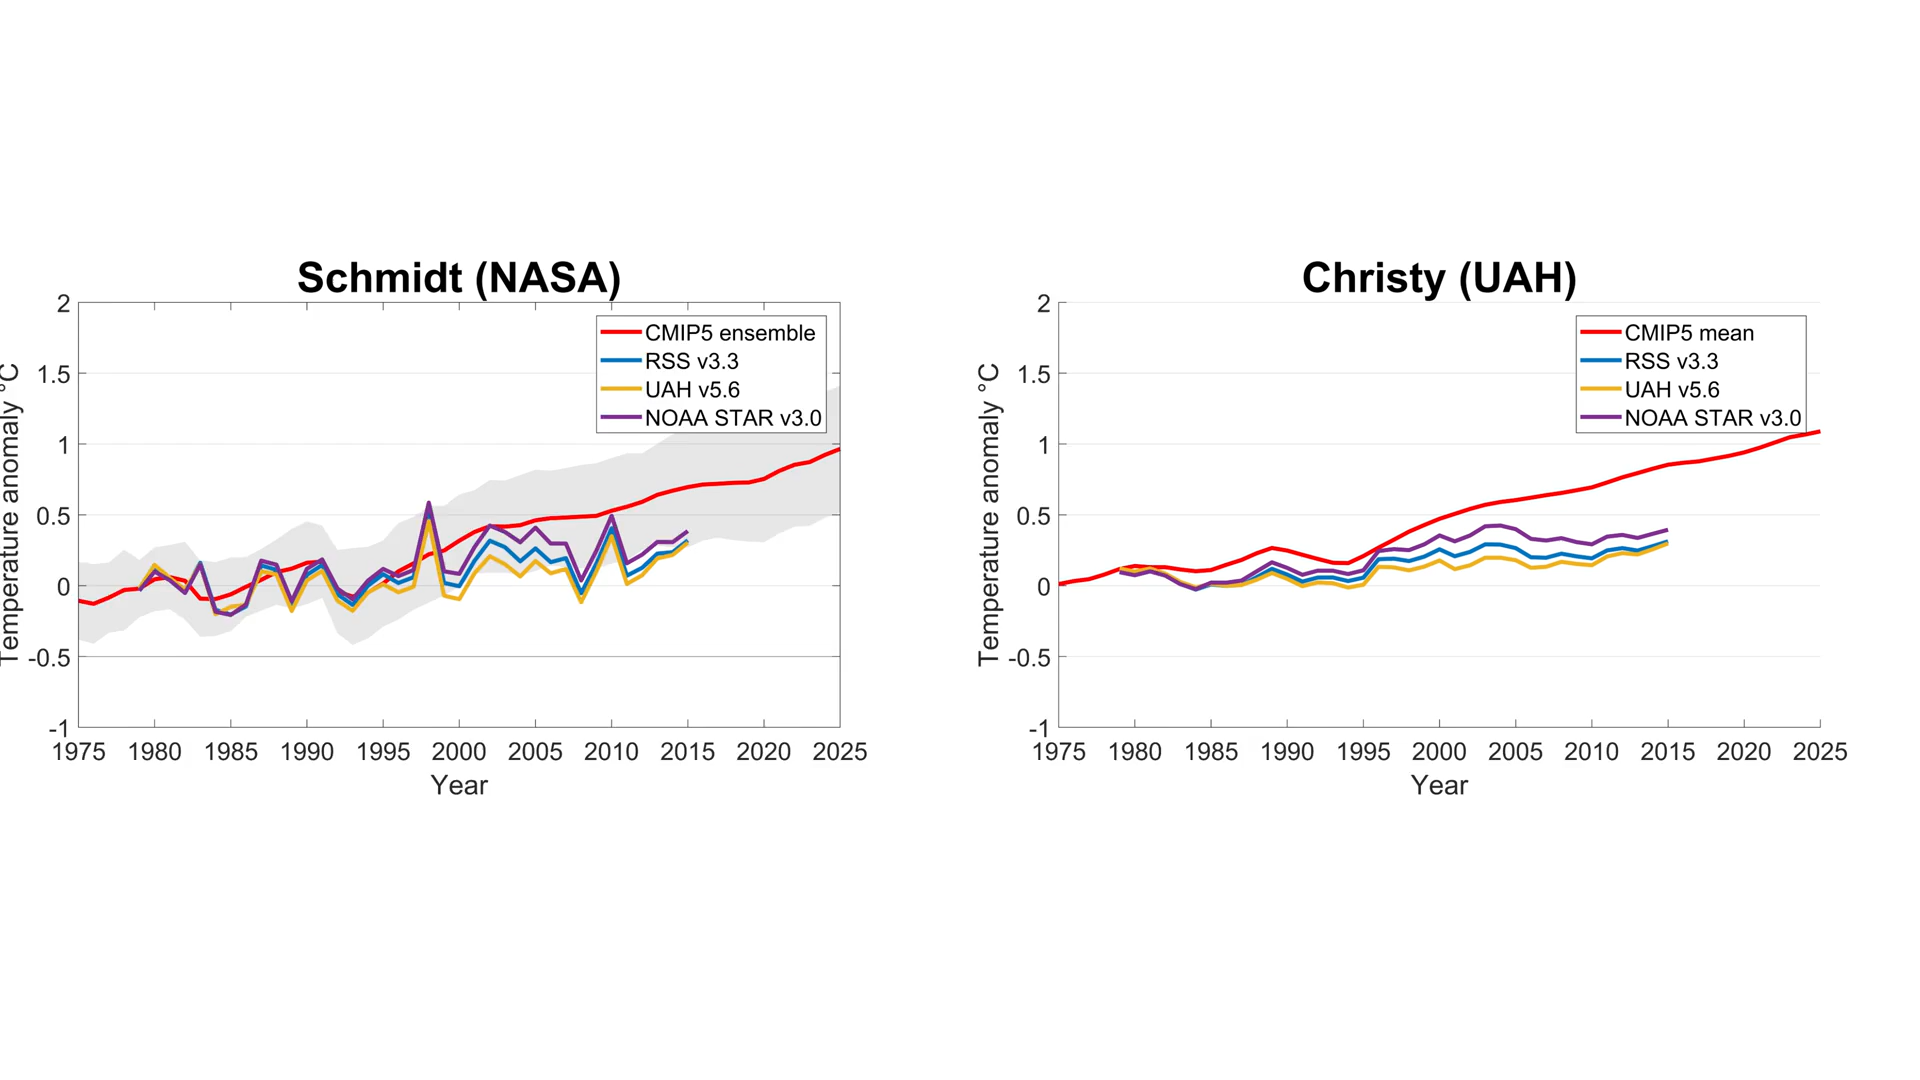 Schmidt (NASA)
2
1.5
1
0.5
0
-0.5
-1
Temperature anomaly °C
CMIP5 ensemble
RSS v3.3
UAH v5.6
NOAA STAR v3.0
1975 1980 1985 1990 1995 2000 2005 2010 2015 2020 2025
Year
Christy (UAH)
2
1.5
1
0.5
0
-0.5
-1
Temperature anomaly °C
CMIP5 mean
RSS v3.3
UAH v5.6
NOAA STAR v3.0
1975 1980 1985 1990 1995 2000 2005 2010 2015 2020 2025
Year